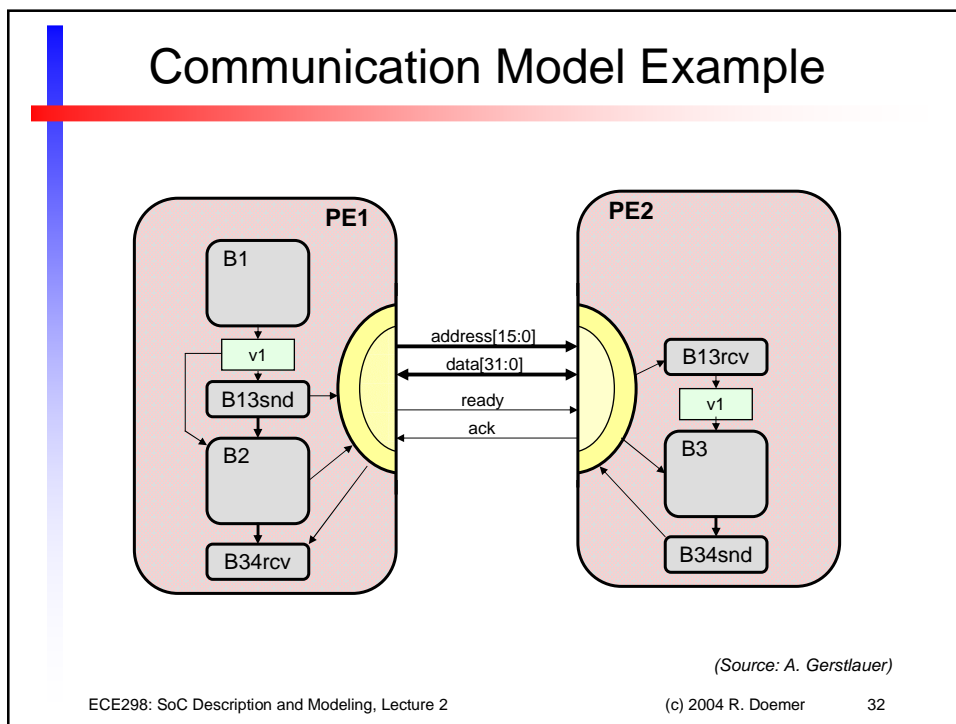 Communication Model Example
PE1
PE2
B1
v1
B13snd
B2
B34rcv
address[15:0]
data[31:0]
ready
ack
B13rcv
v1
B3
B34snd
(Source: A. Gerstlauer)
ECE298: SoC Description and Modeling, Lecture 2 (c) 2004 R. Doemer 32